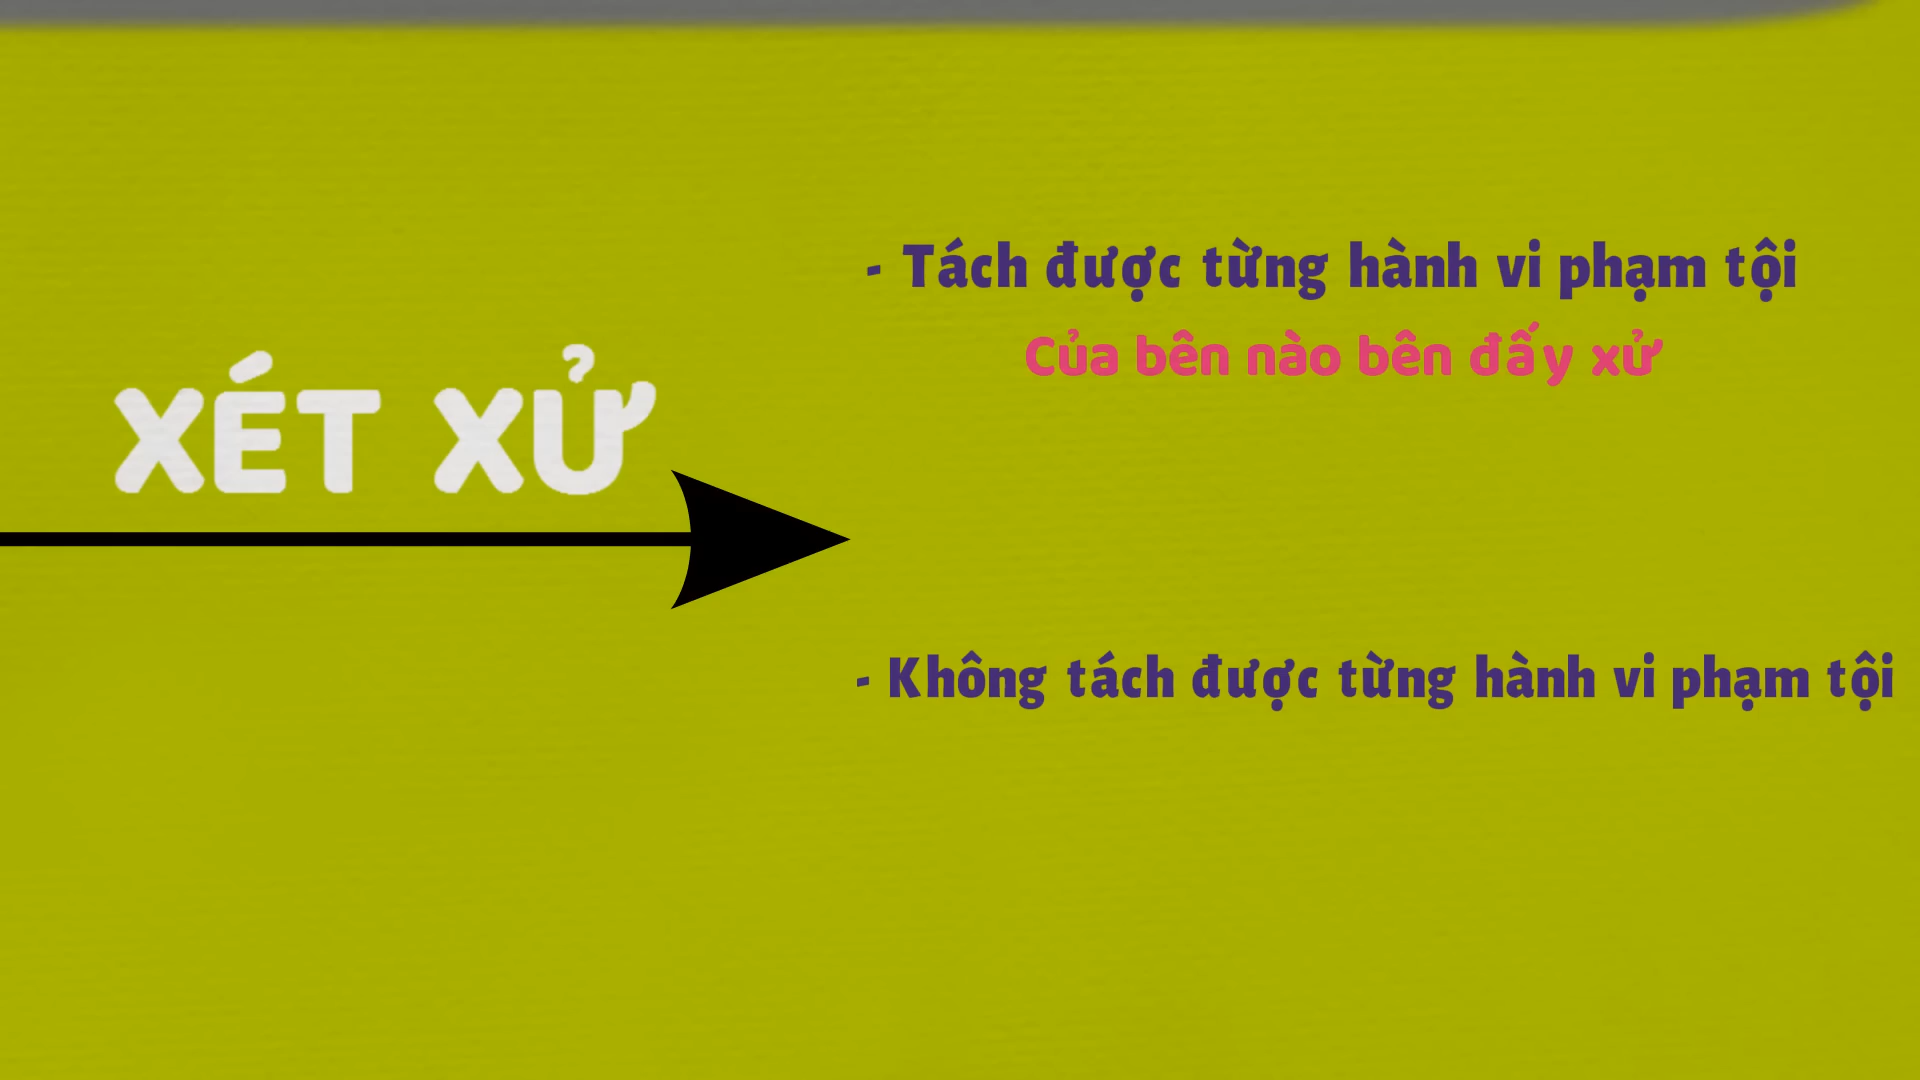 XÉT XỬ
- Tách được từng hành vi phạm tội
Của bên nào bên đấy xử
- Không tách được từng hành vi phạm tội